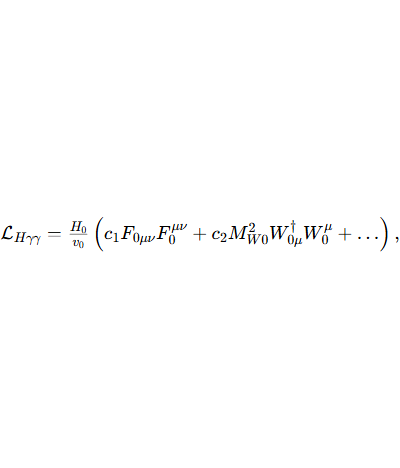 $\mathcal{L}_{H\gamma\gamma} = \frac{H_0}{v_0} \left( c_1 F_{0\mu\nu} F_0^{\mu\nu} + c_2 M_{W0}^2 W_{0\mu}^\dagger W_0^\mu + \ldots \right),$